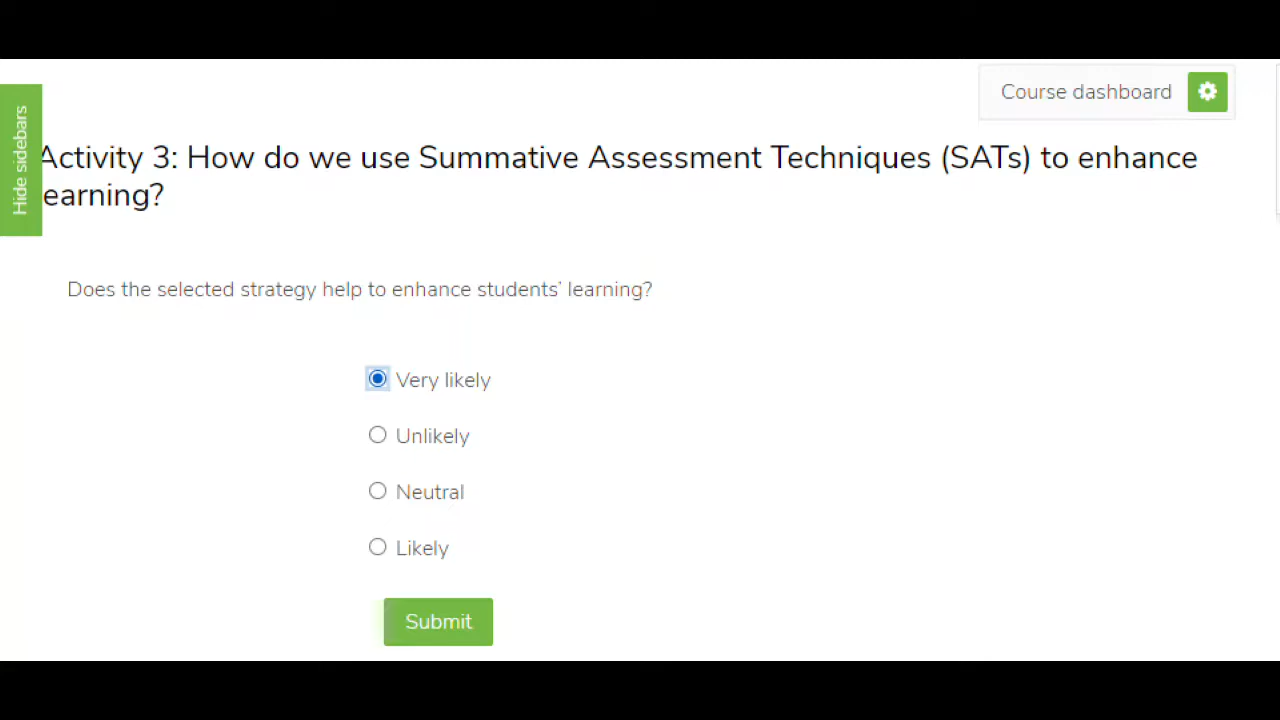 Course dashboard
Hide sidebars
Activity 3: How do we use Summative Assessment Techniques (SATs) to enhance
earning?
Does the selected strategy help to enhance students' learning?
Very likely
Unlikely
Neutral
Likely
Submit